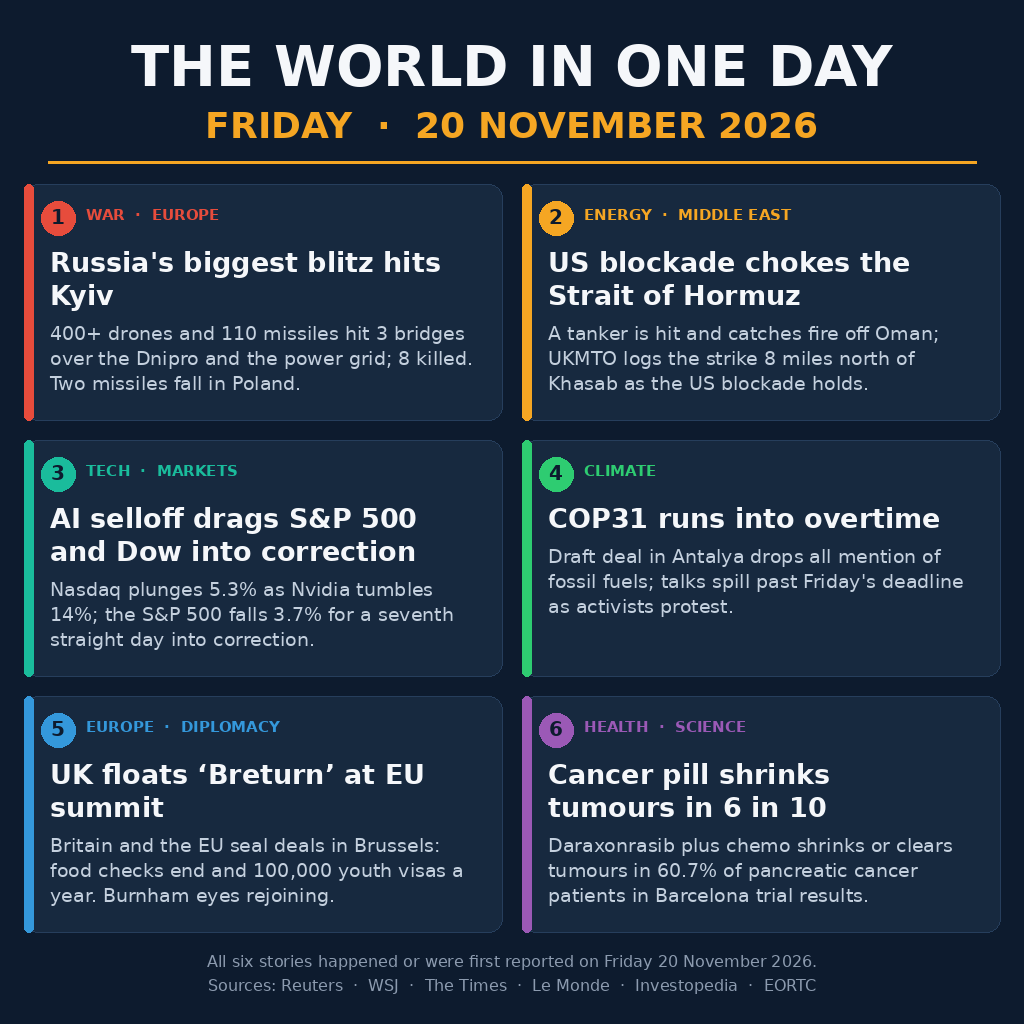 THE WORLD IN ONE DAY
FRIDAY · 20 NOVEMBER 2026
1 WAR · EUROPE
Russia's biggest blitz hits
Kyiv
400+ drones and 110 missiles hit 3 bridges
over the Dnipro and the power grid; 8 killed.
Two missiles fall in Poland.
2 ENERGY · MIDDLE EAST
US blockade chokes the
Strait of Hormuz
A tanker is hit and catches fire off Oman;
UKMTO logs the strike 8 miles north of
Khasab as the US blockade holds.
3 TECH · MARKETS
AI selloff drags S&P 500
and Dow into correction
Nasdaq plunges 5.3% as Nvidia tumbles
14%; the S&P 500 falls 3.7% for a seventh
straight day into correction.
4 CLIMATE
COP31 runs into overtime
Draft deal in Antalya drops all mention of
fossil fuels; talks spill past Friday's deadline
as activists protest.
5 EUROPE · DIPLOMACY
UK floats ‘Breturn’ at EU
summit
Britain and the EU seal deals in Brussels:
food checks end and 100,000 youth visas a
year. Burnham eyes rejoining.
6 HEALTH · SCIENCE
Cancer pill shrinks
tumours in 6 in 10
Daraxonrasib plus chemo shrinks or clears
tumours in 60.7% of pancreatic cancer
patients in Barcelona trial results.
All six stories happened or were first reported on Friday 20 November 2026.
Sources: Reuters · WSJ · The Times · Le Monde · Investopedia · EORTC